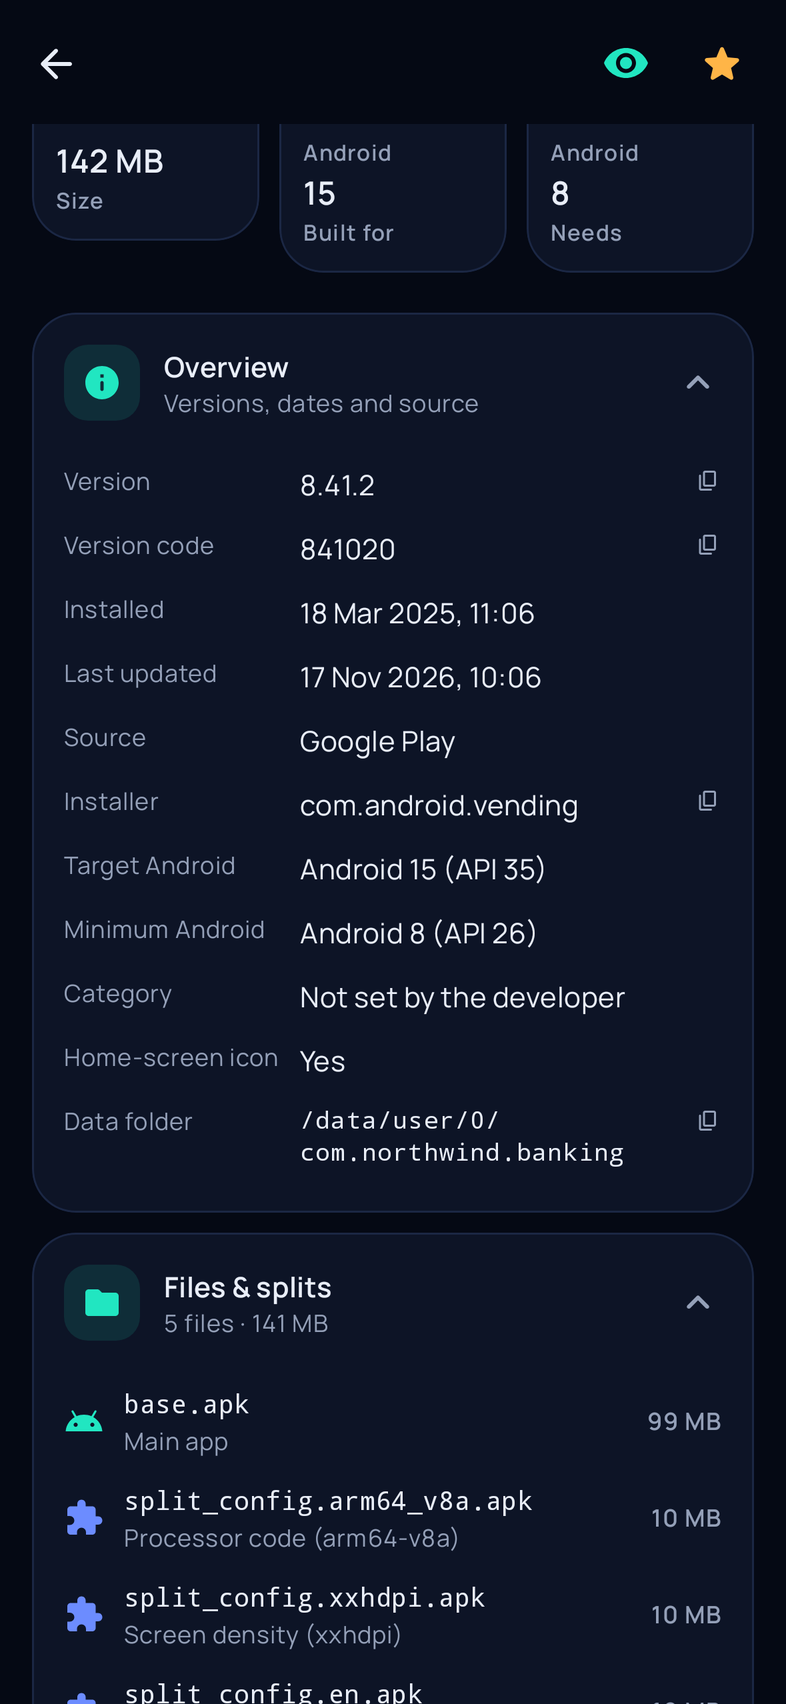 142 MB
Size
Android
15
Built for
Android
8
Needs
Overview
Versions, dates and source
Version
8.41.2
Version code
841020
Installed
18 Mar 2025, 11:06
Last updated
17 Nov 2026, 10:06
Source
Google Play
Installer
com.android.vending
Target Android
Android 15 (API 35)
Minimum Android
Android 8 (API 26)
Category
Not set by the developer
Home-screen icon
Yes
Data folder
/data/user/0/
com.northwind.banking
Files & splits
5 files · 141 MB
base.apk
Main app
99 MB
split_config.arm64_v8a.apk
Processor code (arm64-v8a)
10 MB
split_config.xxhdpi.apk
Screen density (xxhdpi)
10 MB
split_config.en.apk